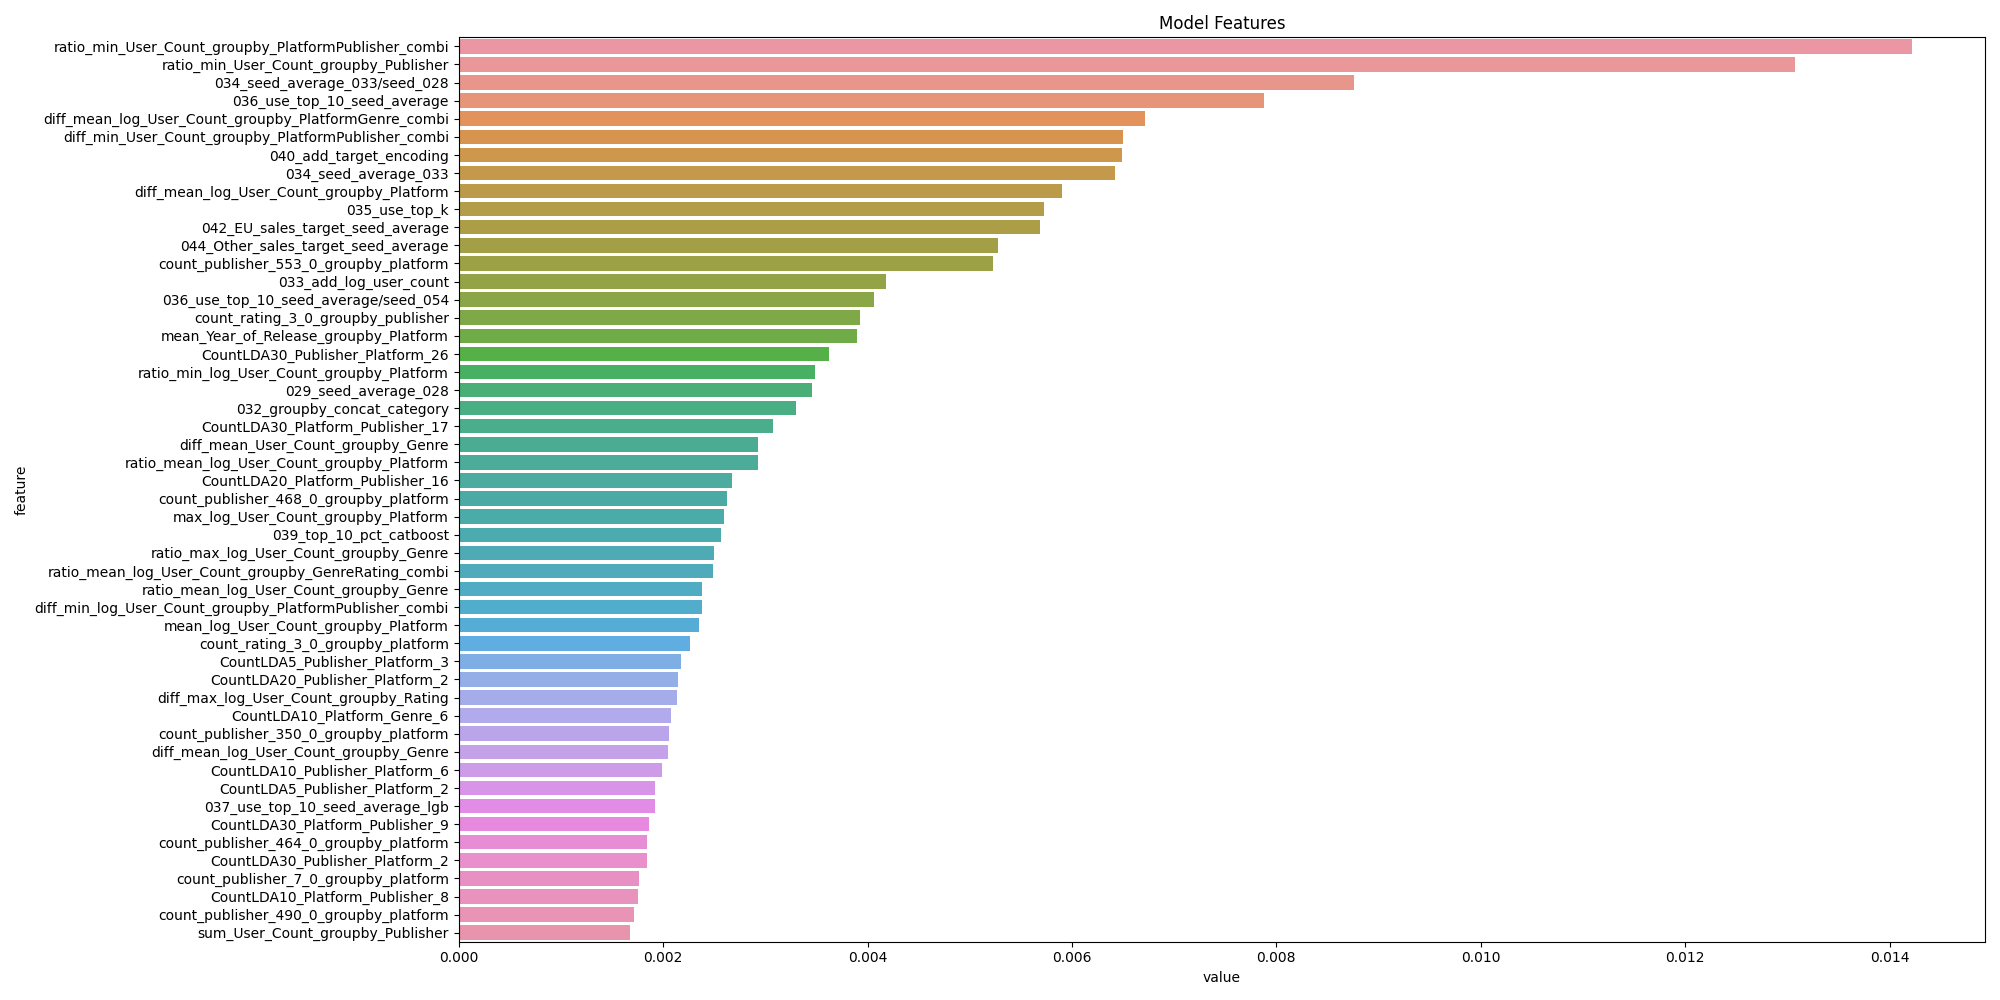 Model Features
ratio_min_User_Count_groupby_PlatformPublisher_combi
ratio_min_User_Count_groupby_Publisher
034_seed_average_033/seed_028
036_use_top_10_seed_average
diff_mean_log_User_Count_groupby_PlatformGenre_combi
diff_min_User_Count_groupby_PlatformPublisher_combi
040_add_target_encoding
034_seed_average_033
diff_mean_log_User_Count_groupby_Platform
035_use_top_k
042_EU_sales_target_seed_average
044_Other_sales_target_seed_average
count_publisher_553_0_groupby_platform
033_add_log_user_count
036_use_top_10_seed_average/seed_054
count_rating_3_0_groupby_publisher
mean_Year_of_Release_groupby_Platform
CountLDA30_Publisher_Platform_26
ratio_min_log_User_Count_groupby_Platform
029_seed_average_028
032_groupby_concat_category
CountLDA30_Platform_Publisher_17
diff_mean_User_Count_groupby_Genre
ratio_mean_log_User_Count_groupby_Platform
CountLDA20_Platform_Publisher_16
count_publisher_468_0_groupby_platform
max_log_User_Count_groupby_Platform
039_top_10_pct_catboost
ratio_max_log_User_Count_groupby_Genre
ratio_mean_log_User_Count_groupby_GenreRating_combi
ratio_mean_log_User_Count_groupby_Genre
diff_min_log_User_Count_groupby_PlatformPublisher_combi
mean_log_User_Count_groupby_Platform
count_rating_3_0_groupby_platform
CountLDA5_Publisher_Platform_3
CountLDA20_Publisher_Platform_2
diff_max_log_User_Count_groupby_Rating
CountLDA10_Platform_Genre_6
count_publisher_350_0_groupby_platform
diff_mean_log_User_Count_groupby_Genre
CountLDA10_Publisher_Platform_6
CountLDA5_Publisher_Platform_2
037_use_top_10_seed_average_lgb
CountLDA30_Platform_Publisher_9
count_publisher_464_0_groupby_platform
CountLDA30_Publisher_Platform_2
count_publisher_7_0_groupby_platform
CountLDA10_Platform_Publisher_8
count_publisher_490_0_groupby_platform
sum_User_Count_groupby_Publisher
feature
0.000 0.002 0.004 0.006 0.008 0.010 0.012 0.014
value